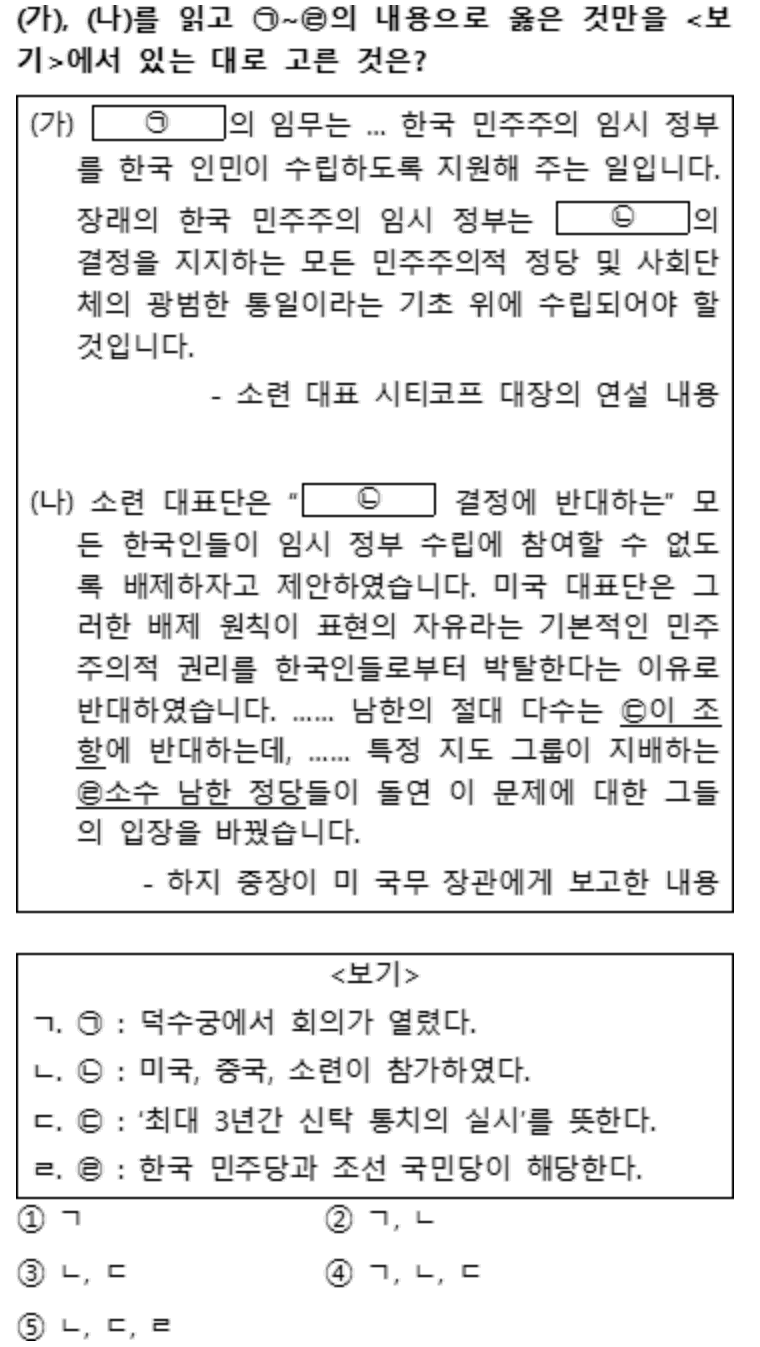 (가), (나)를 읽고 ㉠~㉣의 내용으로 옳은 것만을 <보
기>에서 있는 대로 고른 것은?
(가) ㉠의 임무는 ... 한국 민주주의 임시 정부
를 한국 인민이 수립하도록 지원해 주는 일입니다.
장래의 한국 민주주의 임시 정부는 ㉡의
결정을 지지하는 모든 민주주의적 정당 및 사회단
체의 광범한 통일이라는 기초 위에 수립되어야 할
것입니다.
- 소련 대표 시티코프 대장의 연설 내용
(나) 소련 대표단은 “㉡ 결정에 반대하는” 모
든 한국인들이 임시 정부 수립에 참여할 수 없도
록 배제하자고 제안하였습니다. 미국 대표단은 그
러한 배제 원칙이 표현의 자유라는 기본적인 민주
주의적 권리를 한국인들로부터 박탈한다는 이유로
반대하였습니다. ...... 남한의 절대 다수는 ㉢이 조
항에 반대하는데, ...... 특정 지도 그룹이 지배하는
㉣소수 남한 정당들이 돌연 이 문제에 대한 그들
의 입장을 바꿨습니다.
- 하지 중장이 미 국무 장관에게 보고한 내용
<보기>
ㄱ. ㉠ : 덕수궁에서 회의가 열렸다.
ㄴ. ㉡ : 미국, 중국, 소련이 참가하였다.
ㄷ. ㉢ : ‘최대 3년간 신탁 통치의 실시’를 뜻한다.
ㄹ. ㉣ : 한국 민주당과 조선 국민당이 해당한다.
① ㄱ ② ㄱ, ㄴ
③ ㄴ, ㄷ ④ ㄱ, ㄴ, ㄷ
⑤ ㄴ, ㄷ, ㄹ